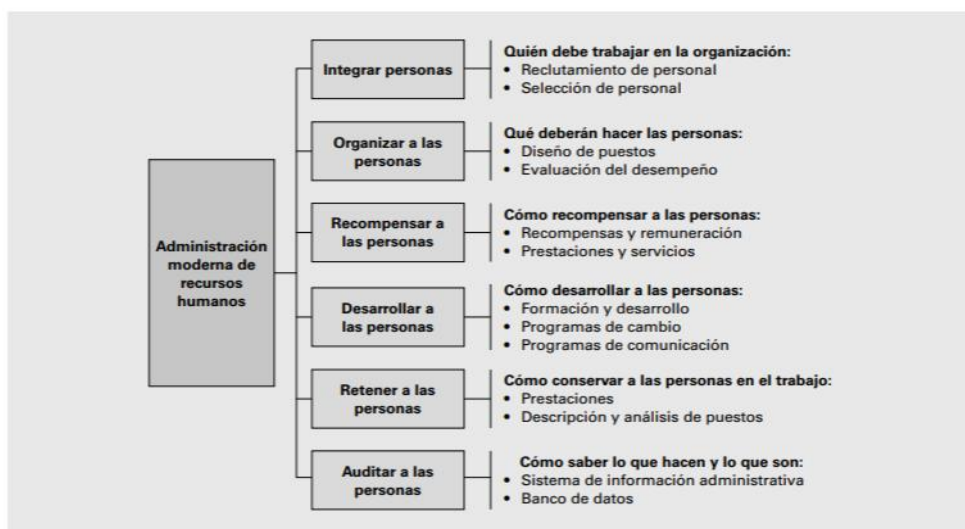 Administración
moderna de
recursos
humanos
Integrar personas
Quién debe trabajar en la organización:
• Reclutamiento de personal
• Selección de personal
Organizar a las
personas
Qué deberán hacer las personas:
• Diseño de puestos
• Evaluación del desempeño
Recompensar a
las personas
Cómo recompensar a las personas:
• Recompensas y remuneración
• Prestaciones y servicios
Desarrollar a
las personas
Cómo desarrollar a las personas:
• Formación y desarrollo
• Programas de cambio
• Programas de comunicación
Retener a las
personas
Cómo conservar a las personas en el trabajo:
• Prestaciones
• Descripción y análisis de puestos
Auditar a las
personas
Cómo saber lo que hacen y lo que son:
• Sistema de información administrativa
• Banco de datos